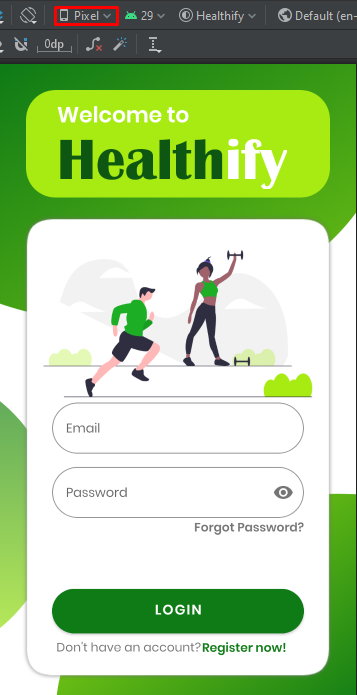 Pixel 29 Healthify Default (en-
0dp
Welcome to
Healthify
Email
Password
Forgot Password?
LOGIN
Don't have an account? Register now!